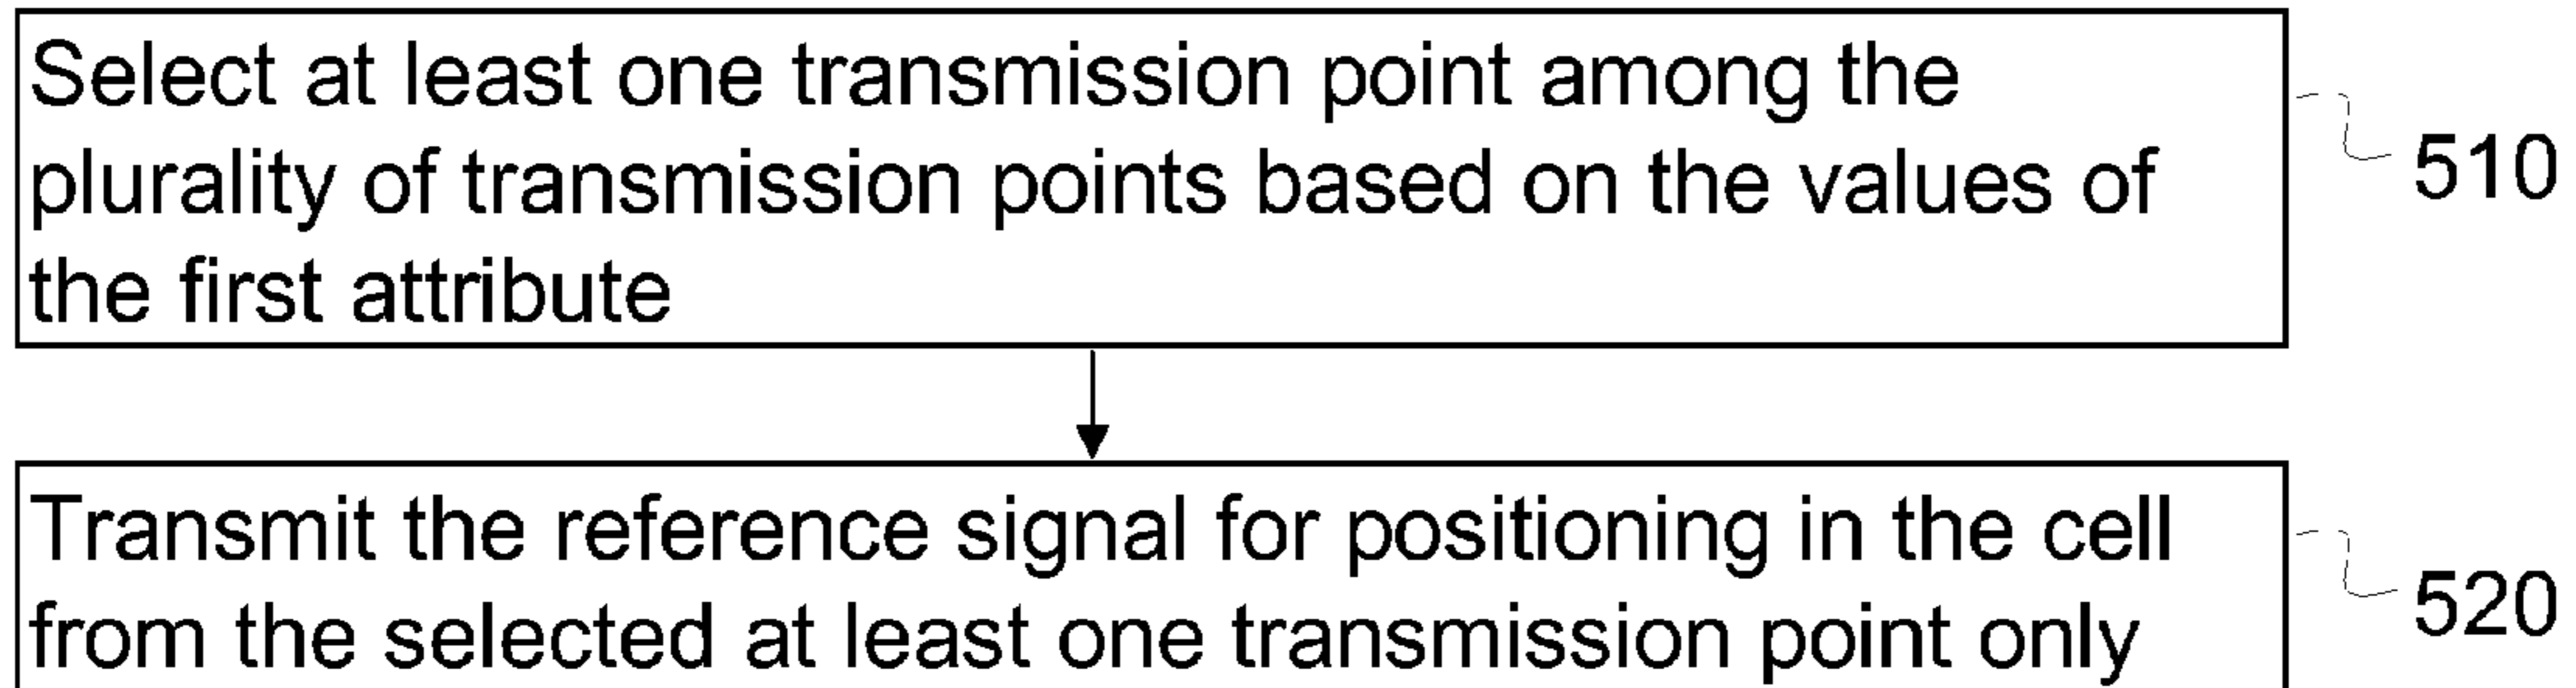 Select at least one transmission point among the
plurality of transmission points based on the values of
the first attribute
510
Transmit the reference signal for positioning in the cell
from the selected at least one transmission point only
520